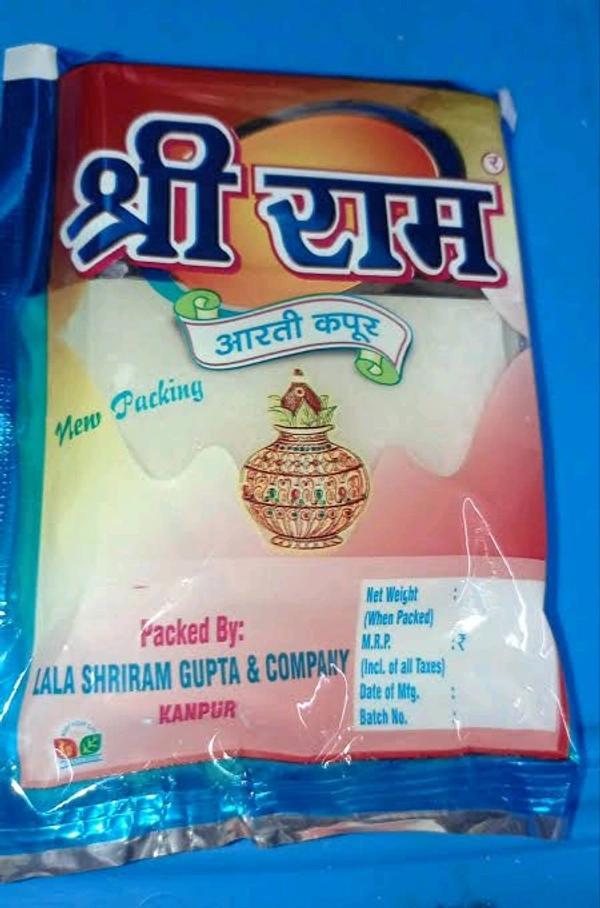 श्री राम
आरती कपूर
New Packing
Packed By:
LALA SHRIRAM GUPTA & COMPANY
KANPUR
Net Weight :
(When Packed)
M.R.P. : ₹
(Incl. of all Taxes)
Date of Mfg. :
Batch No. :